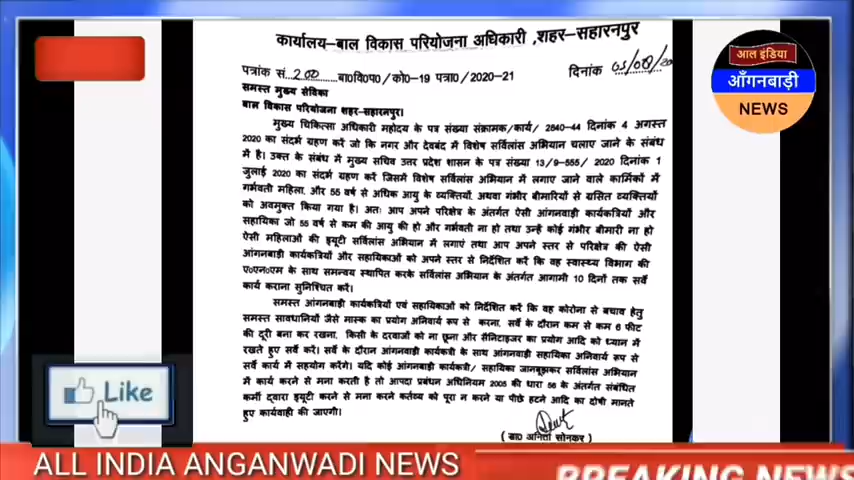 कार्यालय-बाल विकास परियोजना अधिकारी ,शहर-सहारनपुर
पत्रांक सं. 200 बा0वि0प0/को0-19 पत्रा0/2020-21 दिनांक 05/08/20
समस्त मुख्य सेविका
बाल विकास परियोजना शहर-सहारनपुर।
मुख्य चिकित्सा अधिकारी महोदय के पत्र संख्या संक्रामक/कार्य/ 2640-44 दिनांक 4 अगस्त
2020 का संदर्भ ग्रहण करें जो कि नगर और देवबंद में विशेष सर्विलांस अभियान चलाए जाने के संबंध
में है। उक्त के संबंध में मुख्य सचिव उत्तर प्रदेश शासन के पत्र संख्या 13/9-555/ 2020 दिनांक 1
जुलाई 2020 का संदर्भ ग्रहण करें जिसमें विशेष सर्विलांस अभियान में लगाए जाने वाले कार्मिकों में
गर्भवती महिला, और 55 वर्ष से अधिक आयु के व्यक्तियों, अथवा गंभीर बीमारियों से ग्रसित व्यक्तियों
को अवमुक्त किया गया है। अतः आप अपने परिक्षेत्र के अंतर्गत ऐसी आंगनवाड़ी कार्यकत्रियों और
सहायिका जो 55 वर्ष से कम की आयु की हो और गर्भवती ना हो तथा उन्हें कोई गंभीर बीमारी ना हो
ऐसी महिलाओं की ड्यूटी सर्विलांस अभियान में लगाएं तथा आप अपने स्तर से परिक्षेत्र की ऐसी
आंगनबाड़ी कार्यकत्रियों और सहायिकाओं को अपने स्तर से निर्देशित करें कि वह स्वास्थ्य विभाग की
ए०एन०एम के साथ समन्वय स्थापित करके सर्विलांस अभियान के अंतर्गत आगामी 10 दिनों तक सर्वे
कार्य कराना सुनिश्चित करें।
समस्त आंगनबाड़ी कार्यकत्रियों एवं सहायिकाओं को निर्देशित करें कि वह कोरोना से बचाव हेतु
समस्त सावधानियां जैसे मास्क का प्रयोग अनिवार्य रूप से करना, सर्वे के दौरान कम से कम 6 फीट
की दूरी बना कर रखना, किसी के दरवाजों को ना छूना और सैनिटाइजर का प्रयोग आदि को ध्यान में
रखते हुए सर्वे करें। सर्वे के दौरान आंगनवाड़ी कार्यकत्री के साथ आंगनवाड़ी सहायिका अनिवार्य रूप से
सर्वे कार्य में सहयोग करेंगे। यदि कोई आंगनबाड़ी कार्यकत्री/ सहायिका जानबूझकर सर्विलांस अभियान
में कार्य करने से मना करती है तो आपदा प्रबंधन अधिनियम 2005 की धारा 56 के अंतर्गत संबंधित
कर्मी द्वारा ड्यूटी करने से मना करने कर्तव्य को पूरा न करने या पीछे हटने आदि का दोषी मानते
हुए कार्यवाही की जाएगी।
(डा0 अनिता सोनकर)
आल इंडिया
आँगनबाड़ी
NEWS
Like
ALL INDIA ANGANWADI NEWS
BREAKING NEWS